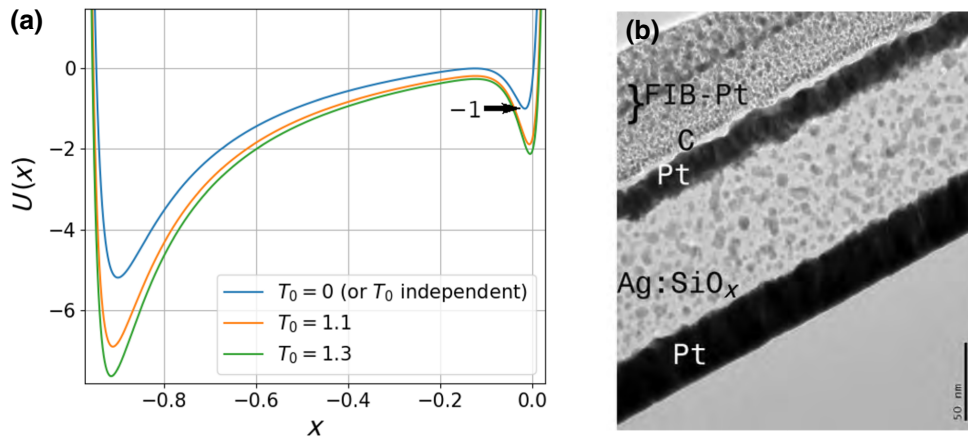 (a)
U(x)
0
−2
−4
−6
−1
T₀ = 0 (or T₀ independent)
T₀ = 1.1
T₀ = 1.3
−0.8
−0.6
−0.4
−0.2
0.0
x
(b)
}FIB-Pt
C
Pt
Ag:SiOₓ
Pt
50 nm